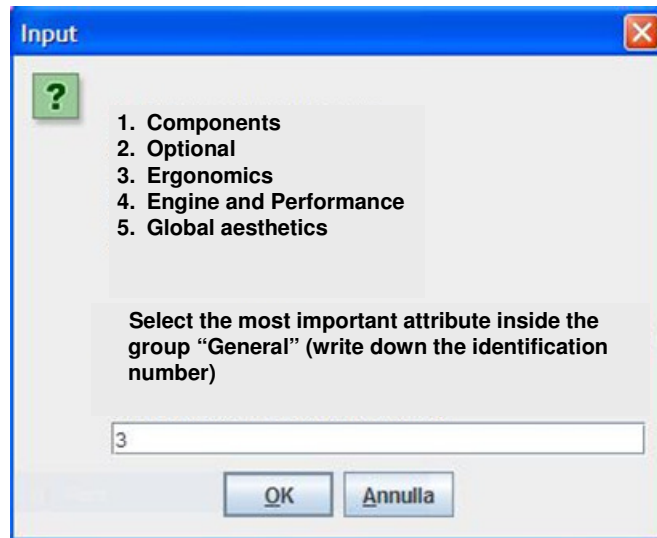 Input
?
1. Components
2. Optional
3. Ergonomics
4. Engine and Performance
5. Global aesthetics
Select the most important attribute inside the
group “General” (write down the identification
number)
3
OK Annulla